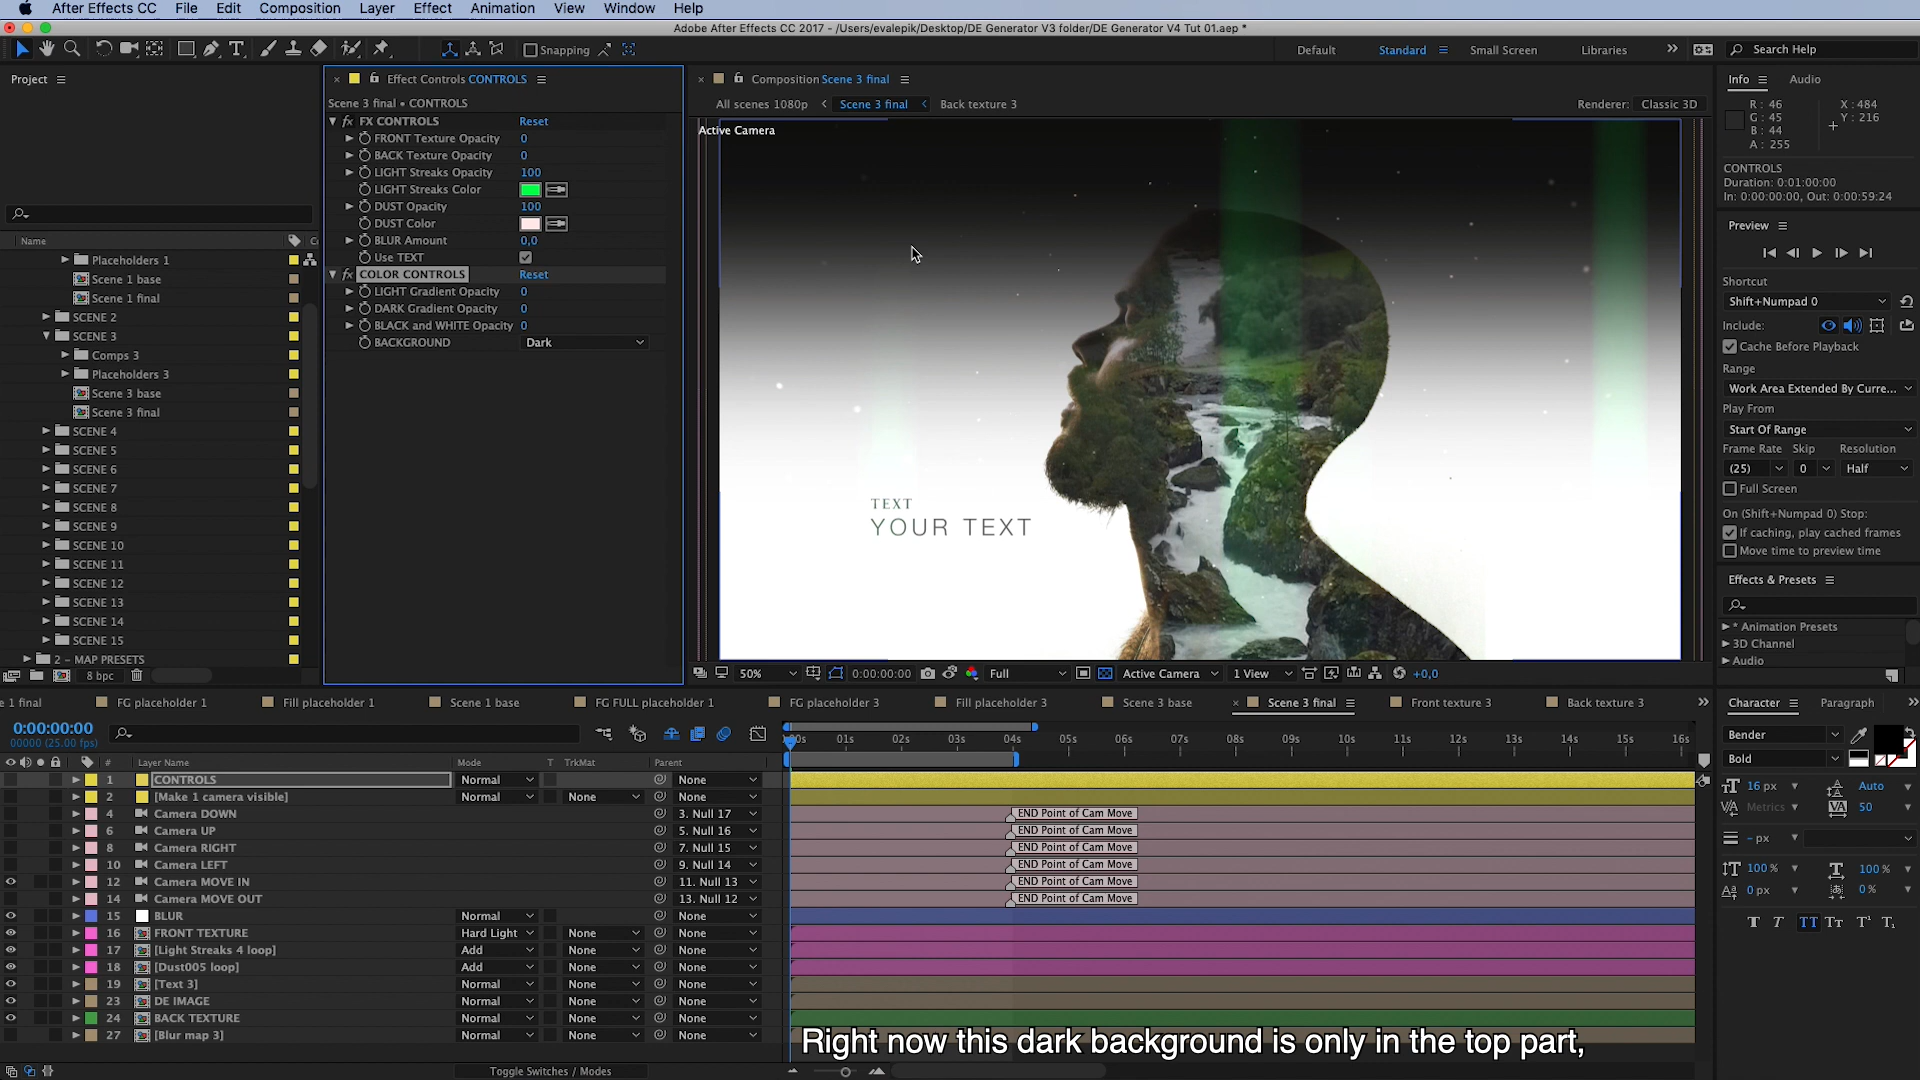 After Effects CC File Edit Composition Layer Effect Animation View Window Help
Adobe After Effects CC 2017 - /Users/evalepik/Desktop/DE Generator V3 folder/DE Generator V4 Tut 01.aep *
Snapping Default Standard Small Screen Libraries Search Help
Project
Name
Placeholders 1
Scene 1 base
Scene 1 final
SCENE 2
SCENE 3
Comps 3
Placeholders 3
Scene 3 base
Scene 3 final
SCENE 4
SCENE 5
SCENE 6
SCENE 7
SCENE 8
SCENE 9
SCENE 10
SCENE 11
SCENE 12
SCENE 13
SCENE 14
SCENE 15
2 - MAP PRESETS
8 bpc
Effect Controls CONTROLS
Scene 3 final • CONTROLS
FX CONTROLS Reset
FRONT Texture Opacity 0
BACK Texture Opacity 0
LIGHT Streaks Opacity 100
LIGHT Streaks Color
DUST Opacity 100
DUST Color
BLUR Amount 0,0
Use TEXT
COLOR CONTROLS Reset
LIGHT Gradient Opacity 0
DARK Gradient Opacity 0
BLACK and WHITE Opacity 0
BACKGROUND Dark
Composition Scene 3 final
All scenes 1080p Scene 3 final Back texture 3
Renderer: Classic 3D
Active Camera
TEXT
YOUR TEXT
50% 0:00:00:00 Full Active Camera 1 View +0,0
Info Audio
R : 46
G : 45
B : 44
A : 255
X : 484
Y : 216
CONTROLS
Duration: 0:01:00:00
In: 0:00:00:00, Out: 0:00:59:24
Preview
Shortcut
Shift+Numpad 0
Include:
Cache Before Playback
Range
Work Area Extended By Curre...
Play From
Start Of Range
Frame Rate Skip Resolution
(25) 0 Half
Full Screen
On (Shift+Numpad 0) Stop:
If caching, play cached frames
Move time to preview time
Effects & Presets
* Animation Presets
3D Channel
Audio
e 1 final FG placeholder 1 Fill placeholder 1 Scene 1 base FG FULL placeholder 1 FG placeholder 3 Fill placeholder 3 Scene 3 base Scene 3 final Front texture 3 Back texture 3
0:00:00:00
00000 (25.00 fps)
01s 02s 03s 04s 05s 06s 07s 08s 09s 10s 11s 12s 13s 14s 15s 16s
# Layer Name Mode T TrkMat Parent
1 CONTROLS Normal None
2 [Make 1 camera visible] Normal None None
4 Camera DOWN 3. Null 17 END Point of Cam Move
6 Camera UP 5. Null 16 END Point of Cam Move
8 Camera RIGHT 7. Null 15 END Point of Cam Move
10 Camera LEFT 9. Null 14 END Point of Cam Move
12 Camera MOVE IN 11. Null 13 END Point of Cam Move
14 Camera MOVE OUT 13. Null 12 END Point of Cam Move
15 BLUR Normal None
16 FRONT TEXTURE Hard Light None None
17 [Light Streaks 4 loop] Add None None
18 [Dust005 loop] Add None None
19 [Text 3] Normal None None
23 DE IMAGE Normal None None
24 BACK TEXTURE Normal None None
27 [Blur map 3] Normal None None
Toggle Switches / Modes
Character Paragraph
Bender
Bold
16 px Auto
Metrics 50
- px
100 % 100 %
0 px 0 %
T T TT Tt
Right now this dark background is only in the top part,